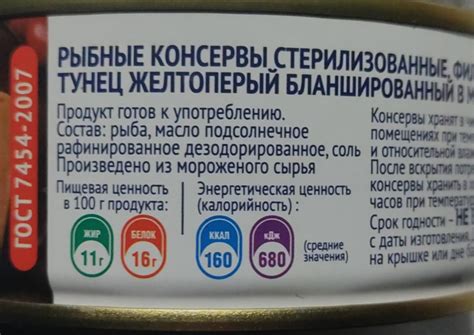 РЫБНЫЕ КОНСЕРВЫ СТЕРИЛИЗОВАННЫЕ,
ТУНЕЦ ЖЕЛТОПЕРЫЙ БЛАНШИРОВАННЫЙ В
Продукт готов к употреблению.
Состав: рыба, масло подсолнечное
рафинированное дезодорированное, соль
Произведено из мороженого сырья
Пищевая ценность
в 100 г продукта:
ЖИР
11г
БЕЛОК
16г
Энергетическая ценность
(калорийность) :
ККАЛ
160
кДж
680
(средние
значения)
Консервы хранят в
помещениях при
и относительной
После вскрытия
консервы хранить в
часов при
Срок годности - НЕ
с даты изготовления.
на крышке или дне
ГОСТ 7454-2007